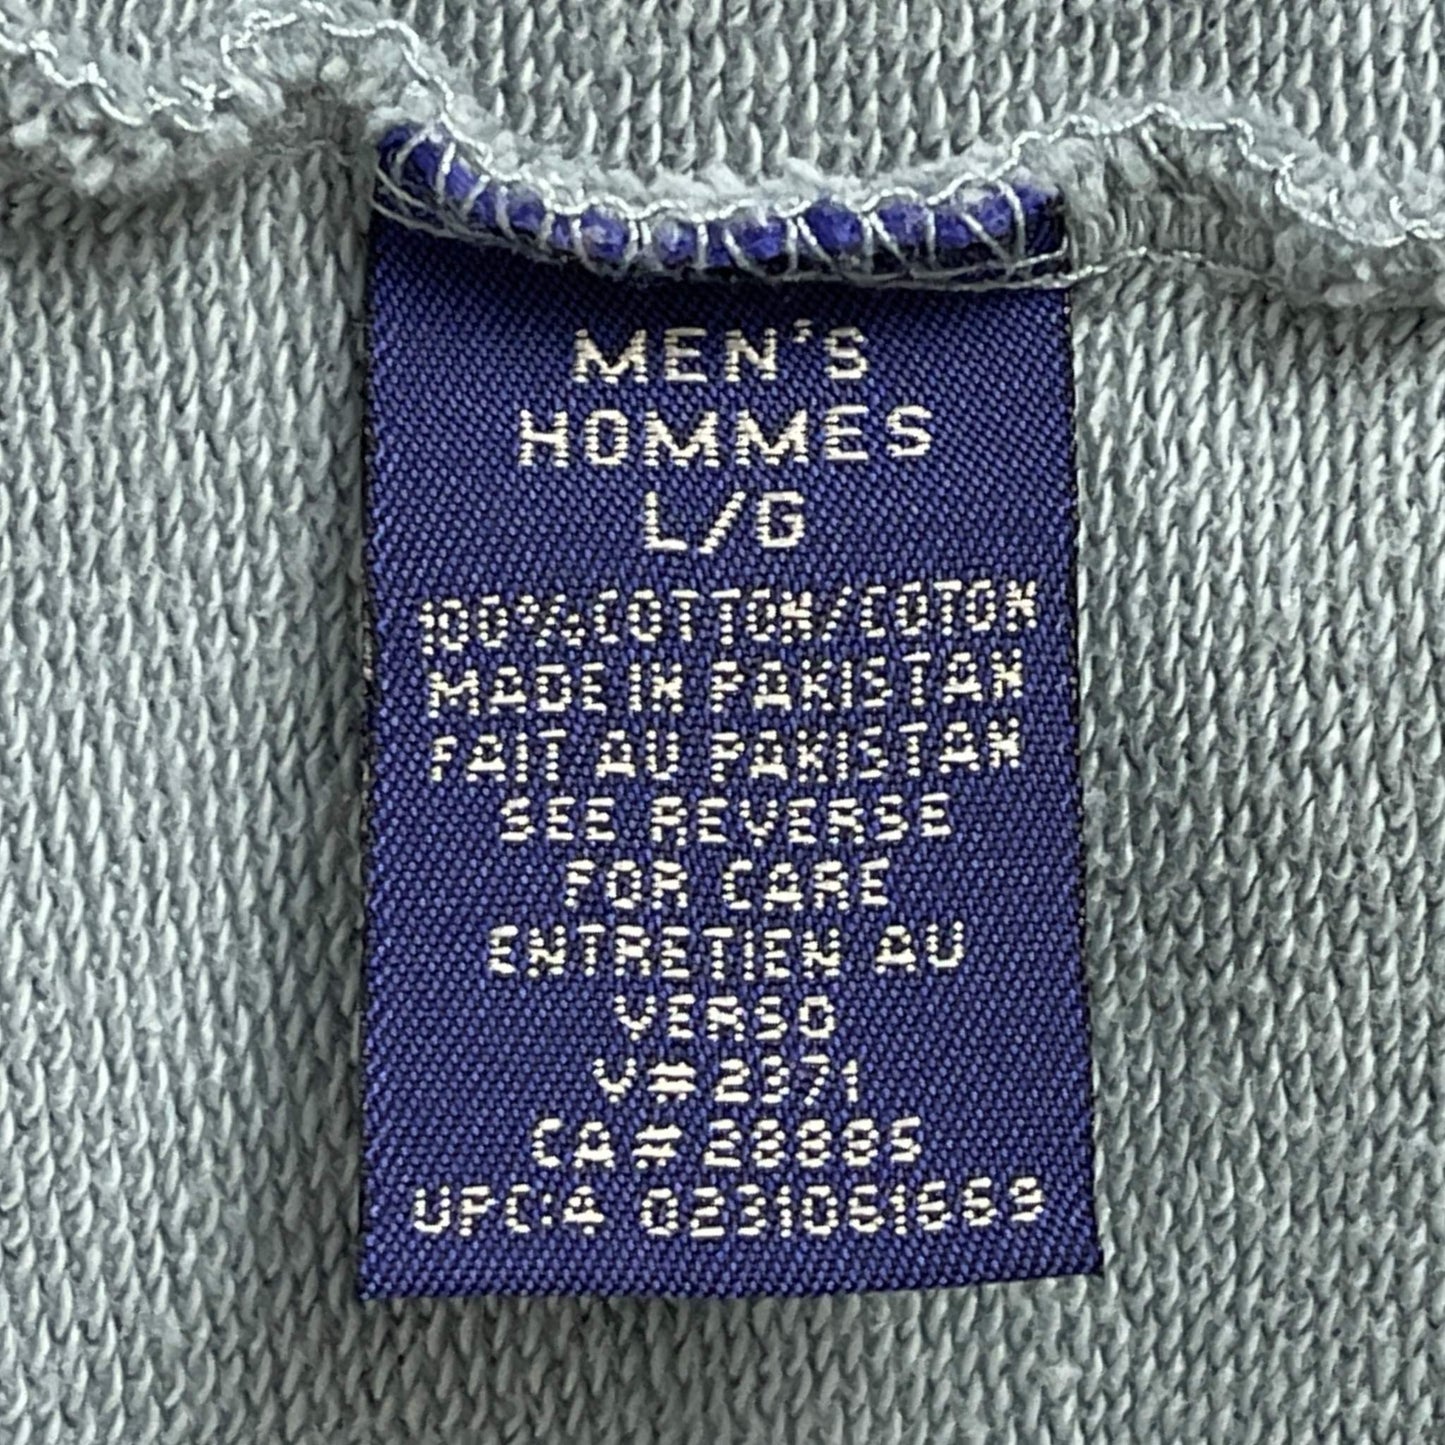 MEN'S
HOMMES
L/G
100% COTTON/COTON
MADE IN PAKISTAN
FAIT AU PAKISTAN
SEE REVERSE
FOR CARE
ENTRETIEN AU
VERSO
V# 2371
CA# 28885
UPC:A 0231051669